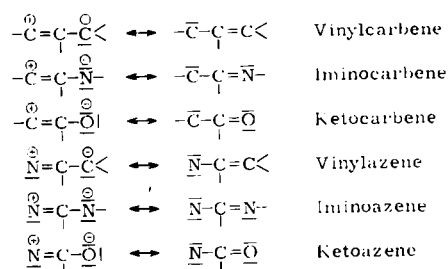 ⊕ ⊖
–C=C–C< ↔ –C–C=C< Vinylcarbene
⊕ ⊖
–C=C–N– ↔ –C–C=N– Iminocarbene
⊕ ⊖
–C=C–O| ↔ –C–C=O Ketocarbene
⊕ ⊖
N=C–C< ↔ N–C=C< Vinylazene
⊕ ⊖
N=C–N– ↔ N–C=N– Iminoazene
⊕ ⊖
N=C–O| ↔ N–C=O Ketoazene